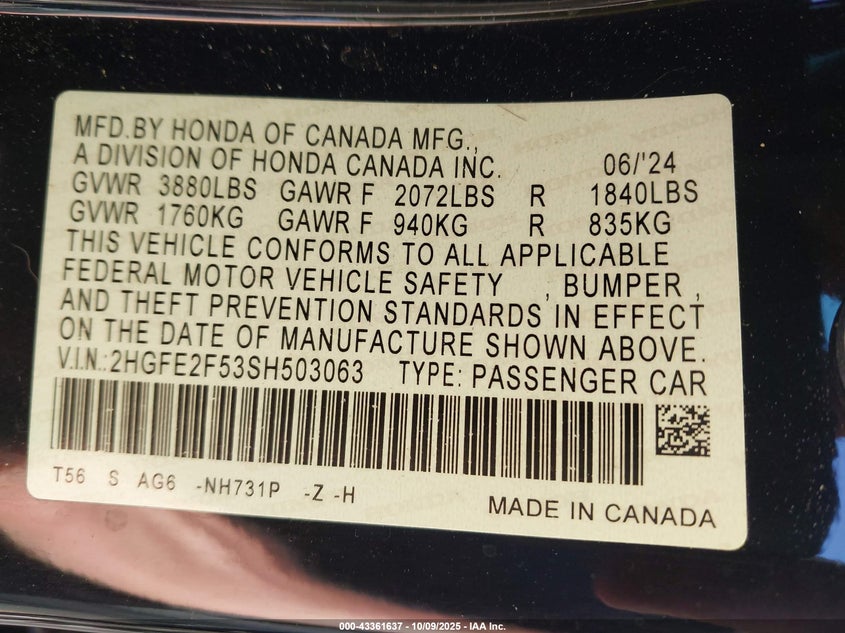 MFD.BY HONDA OF CANADA MFG.,
A DIVISION OF HONDA CANADA INC. 06/'24
GVWR 3880LBS GAWR F 2072LBS R 1840LBS
GVWR 1760KG GAWR F 940KG R 835KG
THIS VEHICLE CONFORMS TO ALL APPLICABLE
FEDERAL MOTOR VEHICLE SAFETY , BUMPER ,
AND THEFT PREVENTION STANDARDS IN EFFECT
ON THE DATE OF MANUFACTURE SHOWN ABOVE.
V.I.N.:2HGFE2F53SH503063 TYPE: PASSENGER CAR
T56 S AG6 -NH731P -Z -H
MADE IN CANADA
000-43361637 - 10/09/2025 - IAA Inc.